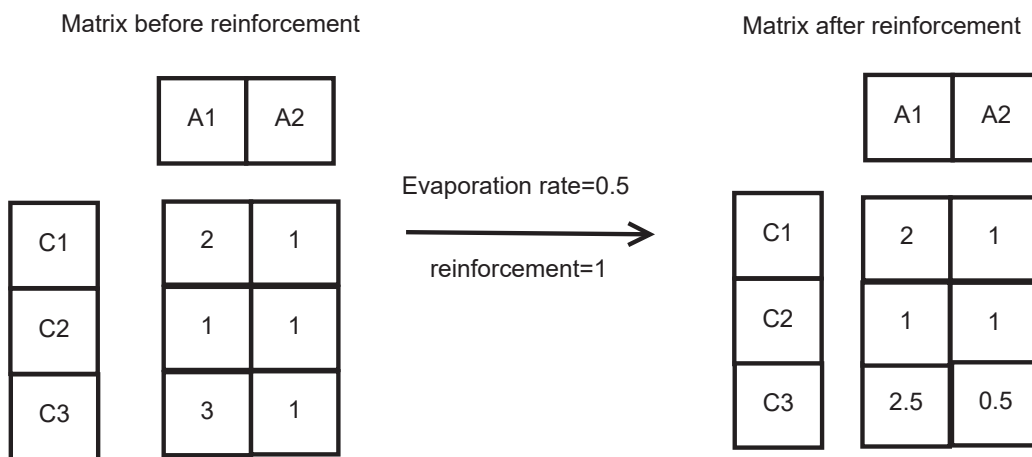 Matrix before reinforcement
Matrix after reinforcement
A1 A2
A1 A2
Evaporation rate=0.5
reinforcement=1
C1 2 1
C2 1 1
C3 3 1
C1 2 1
C2 1 1
C3 2.5 0.5